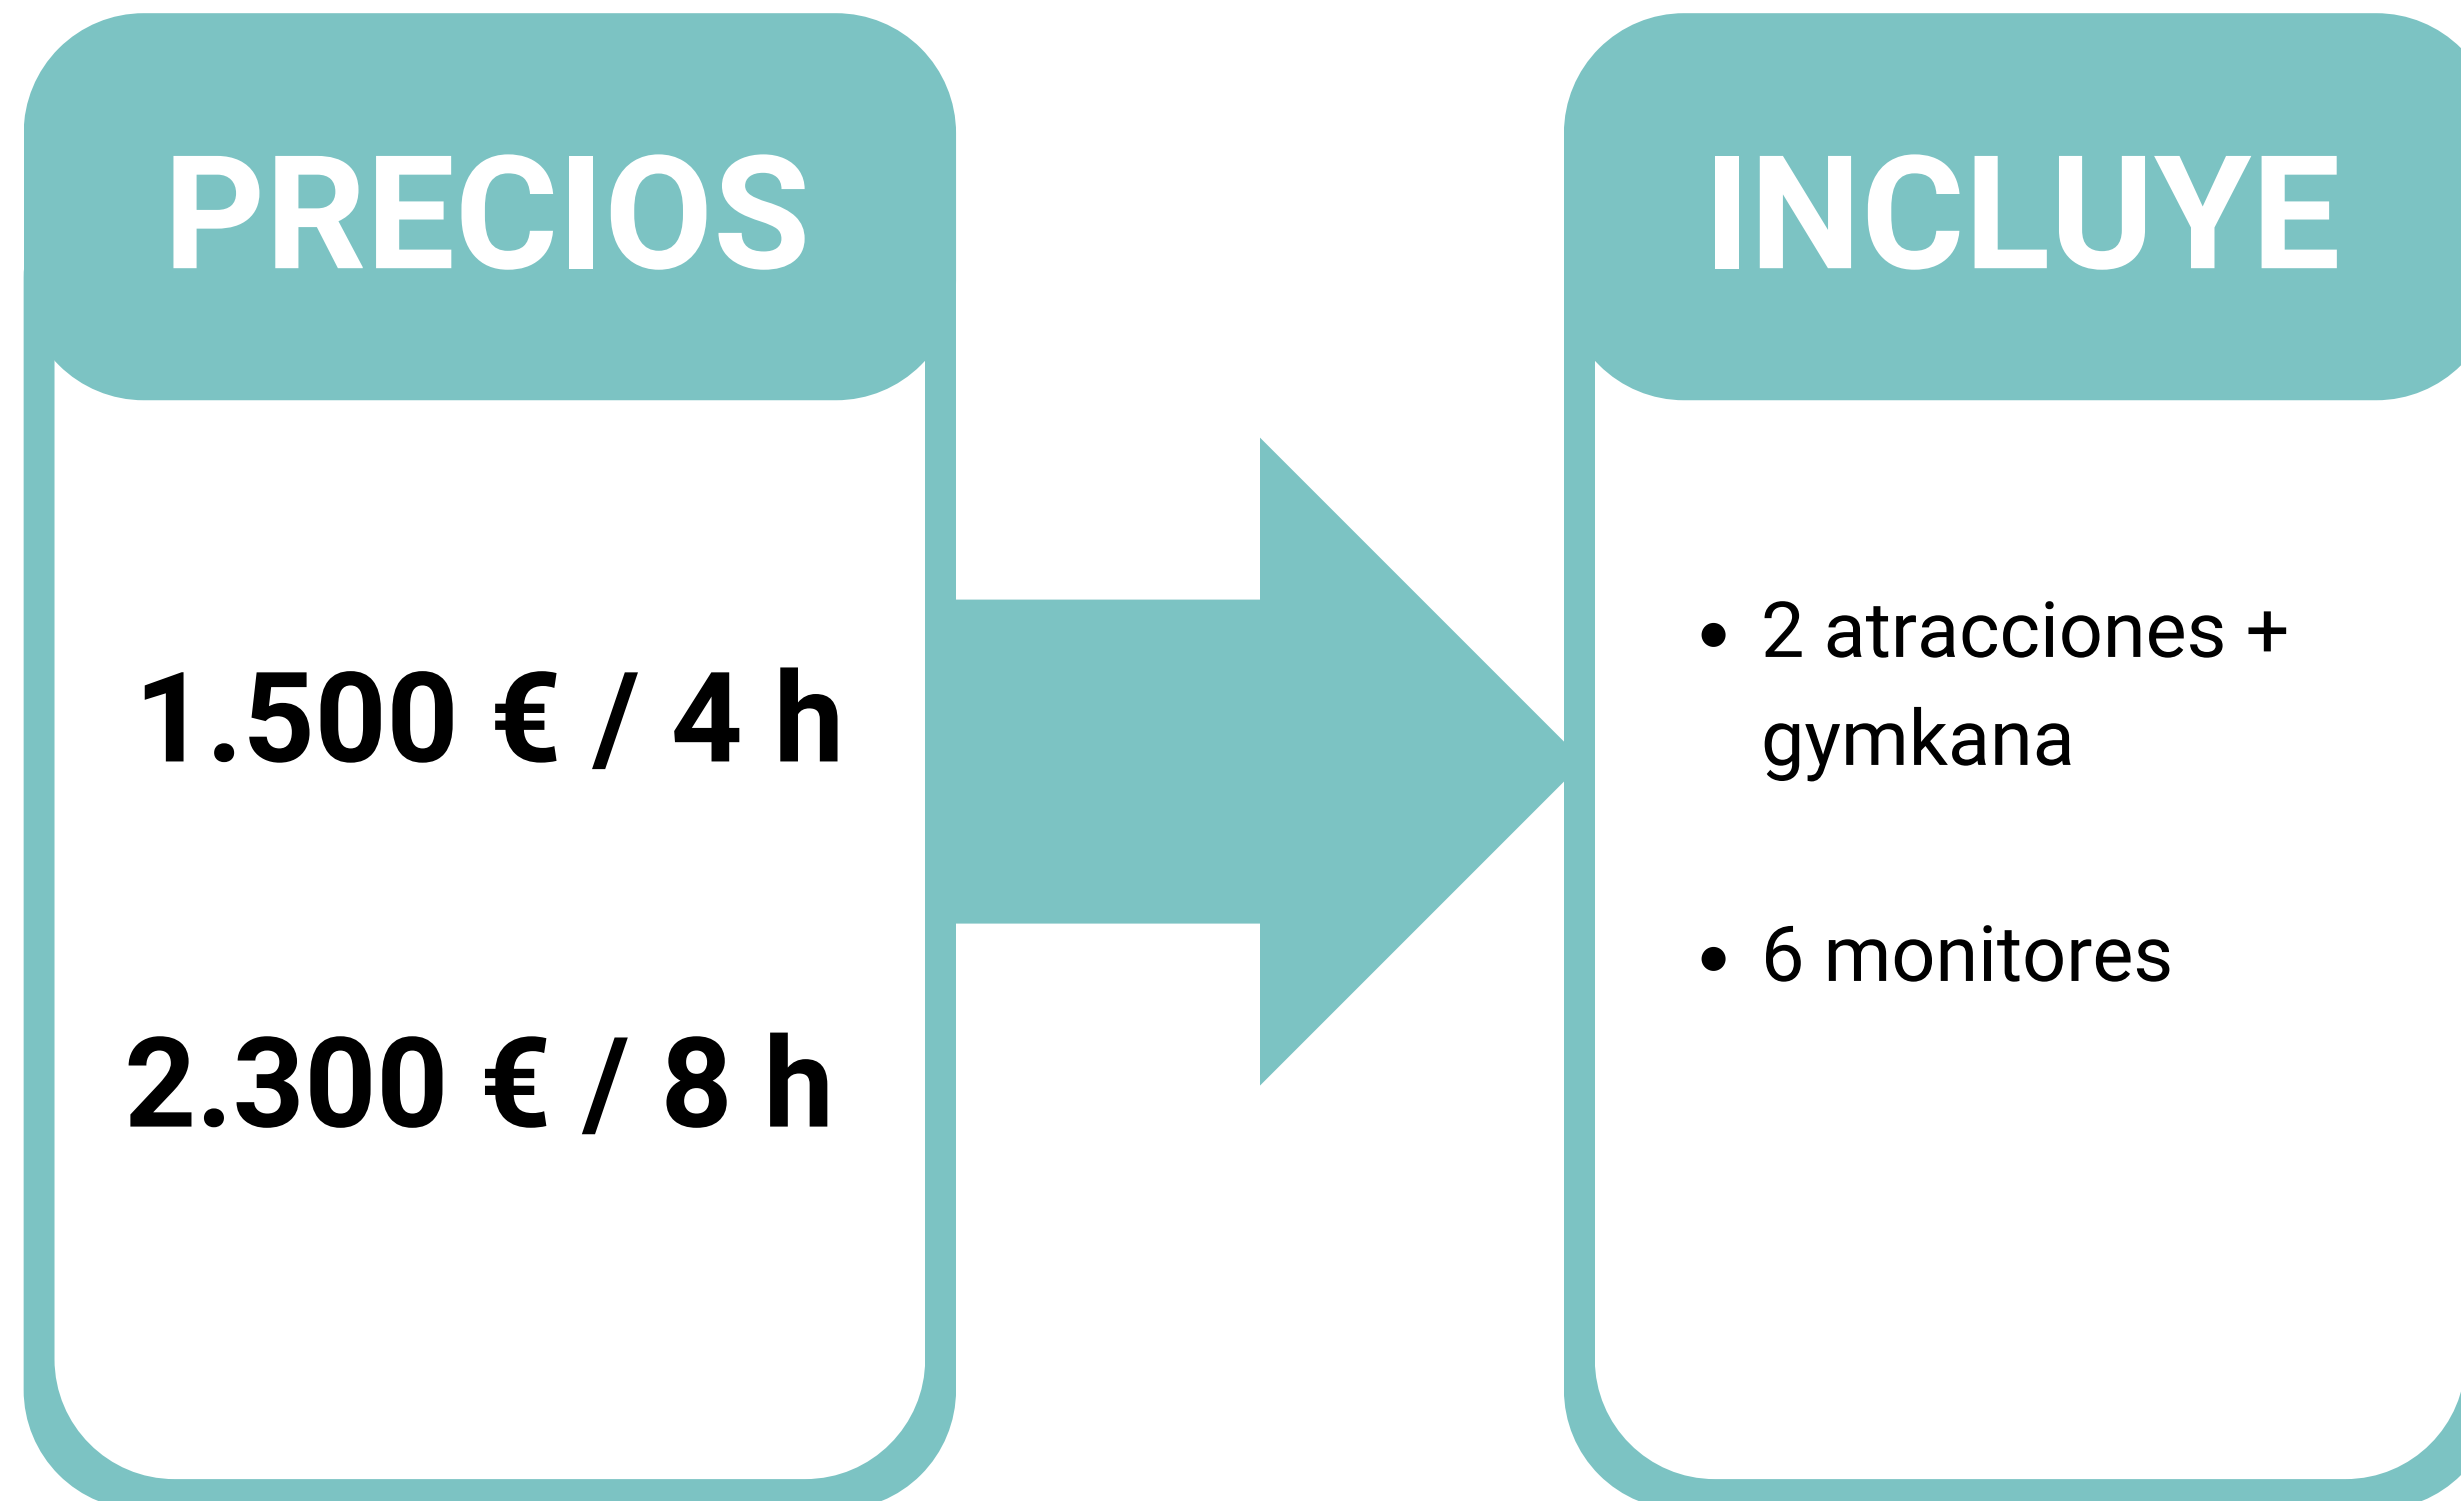 PRECIOS
1.500 € / 4 h
2.300 € / 8 h
INCLUYE
• 2 atracciones +
gymkana
• 6 monitores